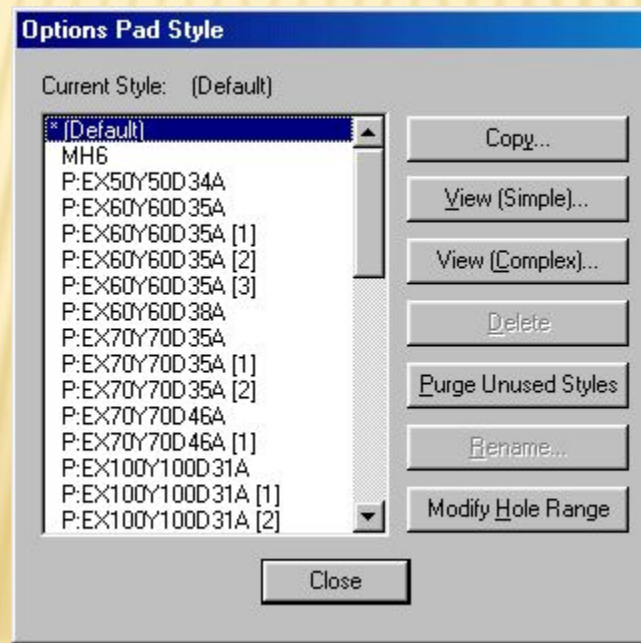 Options Pad Style
Current Style: (Default)
* (Default)
MH6
P:EX50Y50D34A
P:EX60Y60D35A
P:EX60Y60D35A [1]
P:EX60Y60D35A [2]
P:EX60Y60D35A [3]
P:EX60Y60D38A
P:EX70Y70D35A
P:EX70Y70D35A [1]
P:EX70Y70D35A [2]
P:EX70Y70D46A
P:EX70Y70D46A [1]
P:EX100Y100D31A
P:EX100Y100D31A [1]
P:EX100Y100D31A [2]
Copy...
View (Simple)...
View (Complex)...
Delete
Purge Unused Styles
Rename...
Modify Hole Range
Close